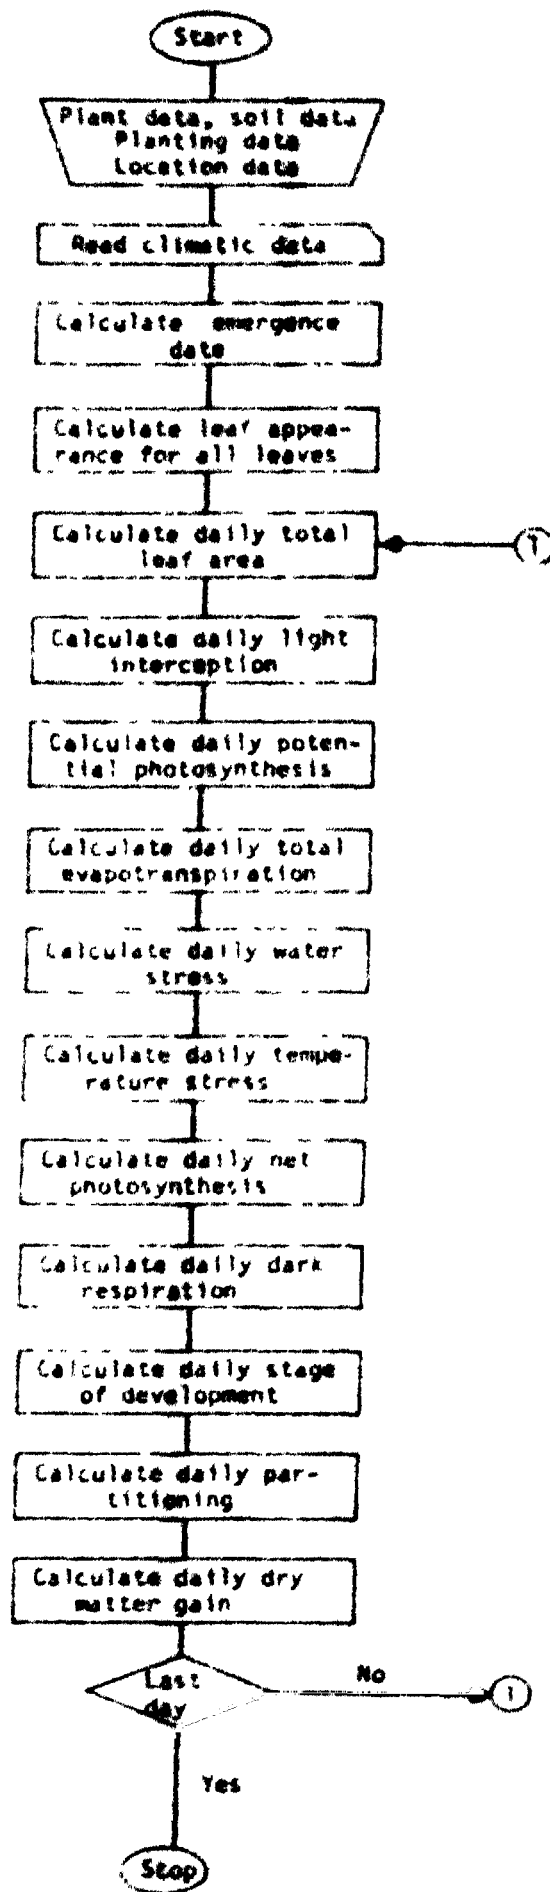 Start
Plant data, soil data
Planting data
Location data
Read climatic data
Calculate emergence
date
Calculate leaf appea-
rance for all leaves
Calculate daily total
leaf area
1
Calculate daily light
interception
Calculate daily poten-
tial photosynthesis
Calculate daily total
evapotranspiration
Calculate daily water
stress
Calculate daily tempe-
rature stress
Calculate daily net
photosynthesis
Calculate daily dark
respiration
Calculate daily stage
of development
Calculate daily par-
titioning
Calculate daily dry
matter gain
Last
day
No
1
Yes
Stop